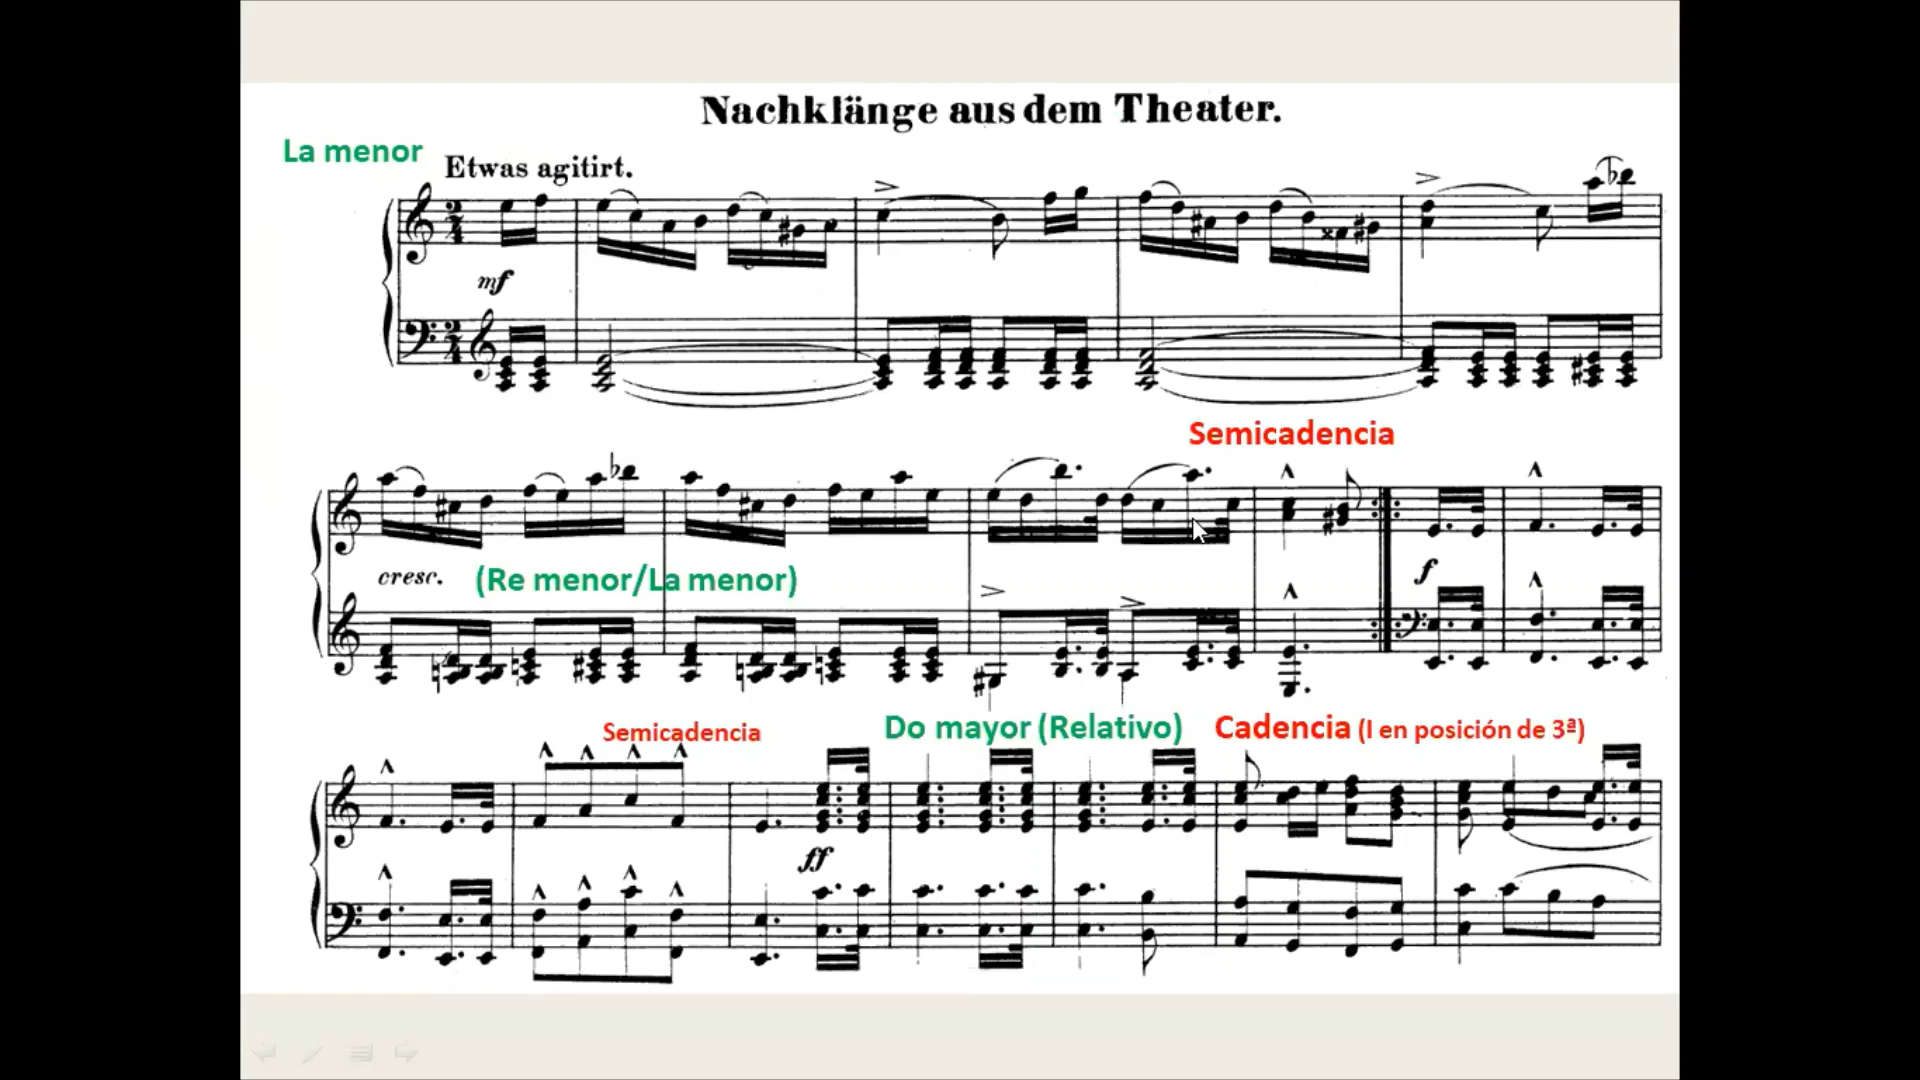 Nachklänge aus dem Theater.
La menor
Etwas agitirt.
mf
Semicadencia
cresc.
(Re menor/La menor)
f
Semicadencia
Do mayor (Relativo)
Cadencia (I en posición de 3ª)
ff